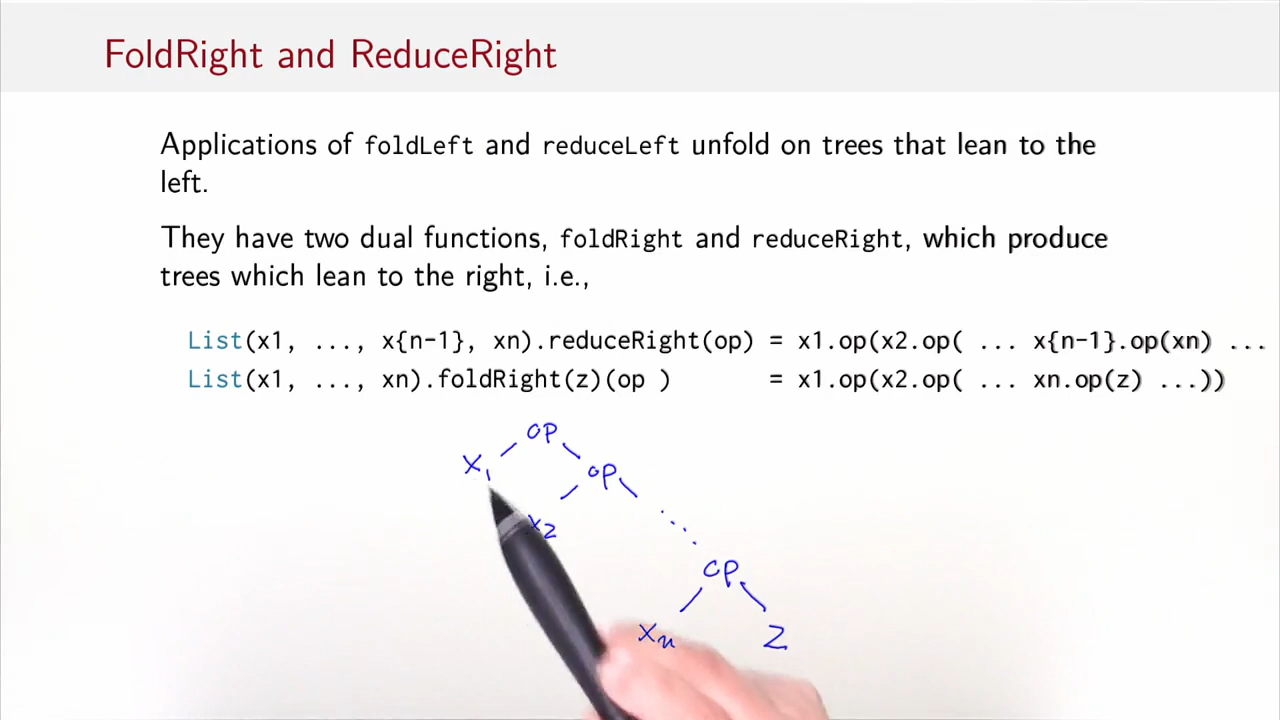 FoldRight and ReduceRight
Applications of foldLeft and reduceLeft unfold on trees that lean to the
left.
They have two dual functions, foldRight and reduceRight, which produce
trees which lean to the right, i.e.,
List(x1, ..., x{n-1}, xn).reduceRight(op) = x1.op(x2.op( ... x{n-1}.op(xn) ...
List(x1, ..., xn).foldRight(z)(op ) = x1.op(x2.op( ... xn.op(z) ...))
op
x1 op
x2 ...
op
xn z